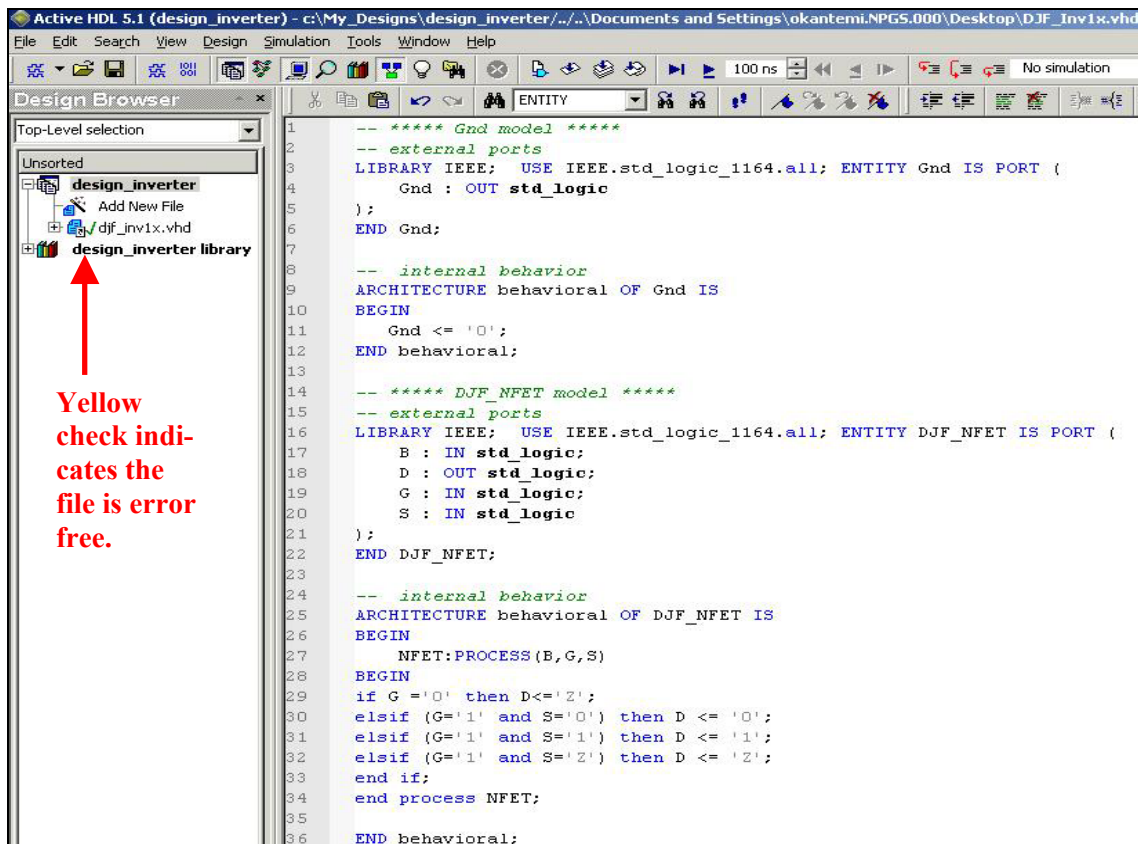 Active HDL 5.1 (design_inverter) - c:\My_Designs\design_inverter/../..\Documents and Settings\okantemi.NPGS.000\Desktop\DJF_Inv1x.vhd
File Edit Search View Design Simulation Tools Window Help
100 ns No simulation
Design Browser
ENTITY
Top-Level selection
Unsorted
design_inverter
Add New File
djf_inv1x.vhd
design_inverter library
Yellow
check indi-
cates the
file is error
free.
1 -- ***** Gnd model *****
2 -- external ports
3 LIBRARY IEEE; USE IEEE.std_logic_1164.all; ENTITY Gnd IS PORT (
4 Gnd : OUT std_logic
5 );
6 END Gnd;
7
8 -- internal behavior
9 ARCHITECTURE behavioral OF Gnd IS
10 BEGIN
11 Gnd <= '0';
12 END behavioral;
13
14 -- ***** DJF_NFET model *****
15 -- external ports
16 LIBRARY IEEE; USE IEEE.std_logic_1164.all; ENTITY DJF_NFET IS PORT (
17 B : IN std_logic;
18 D : OUT std_logic;
19 G : IN std_logic;
20 S : IN std_logic
21 );
22 END DJF_NFET;
23
24 -- internal behavior
25 ARCHITECTURE behavioral OF DJF_NFET IS
26 BEGIN
27 NFET:PROCESS(B,G,S)
28 BEGIN
29 if G ='0' then D<='Z';
30 elsif (G='1' and S='0') then D <= '0';
31 elsif (G='1' and S='1') then D <= '1';
32 elsif (G='1' and S='Z') then D <= 'Z';
33 end if;
34 end process NFET;
35
36 END behavioral;